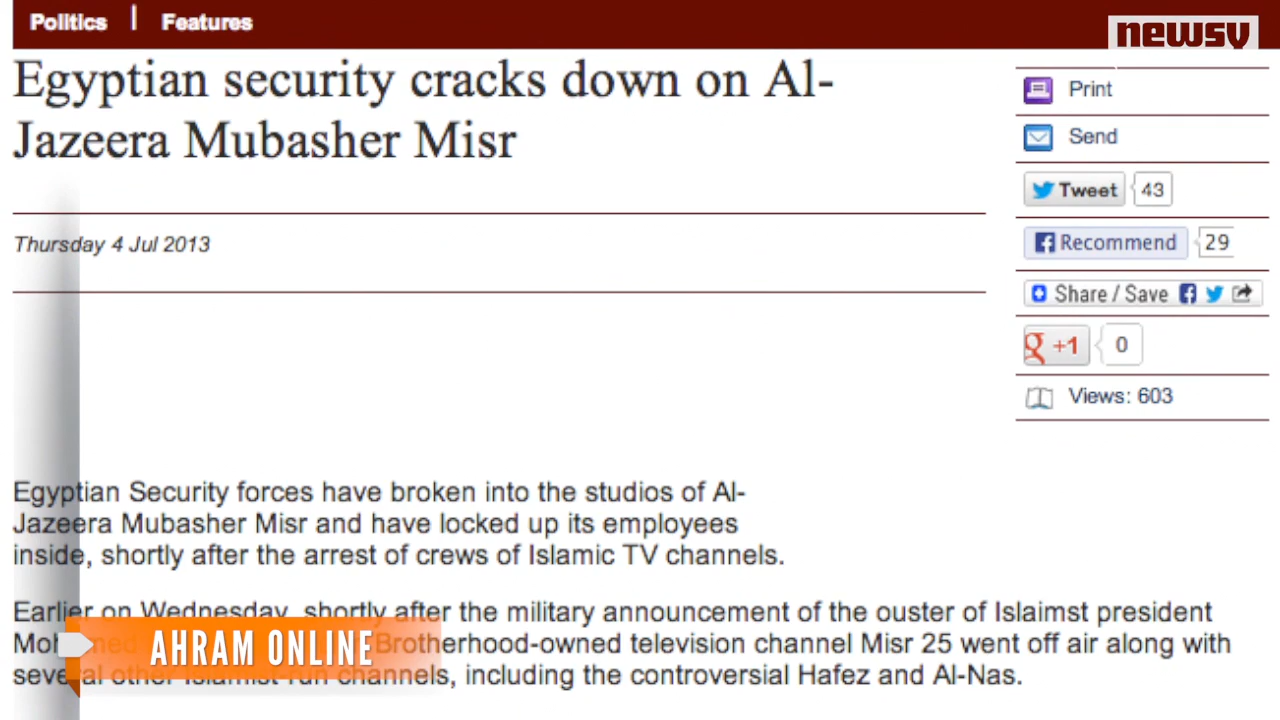 Politics | Features
newsy
Egyptian security cracks down on Al-
Jazeera Mubasher Misr
Print
Send
Tweet 43
Thursday 4 Jul 2013
Recommend 29
Share / Save
g +1 0
Views: 603
Egyptian Security forces have broken into the studios of Al-
Jazeera Mubasher Misr and have locked up its employees
inside, shortly after the arrest of crews of Islamic TV channels.
Earlier on Wednesday, shortly after the military announcement of the ouster of Islaimst president
Brotherhood-owned television channel Misr 25 went off air along with
several other Islamist run channels, including the controversial Hafez and Al-Nas.
AHRAM ONLINE